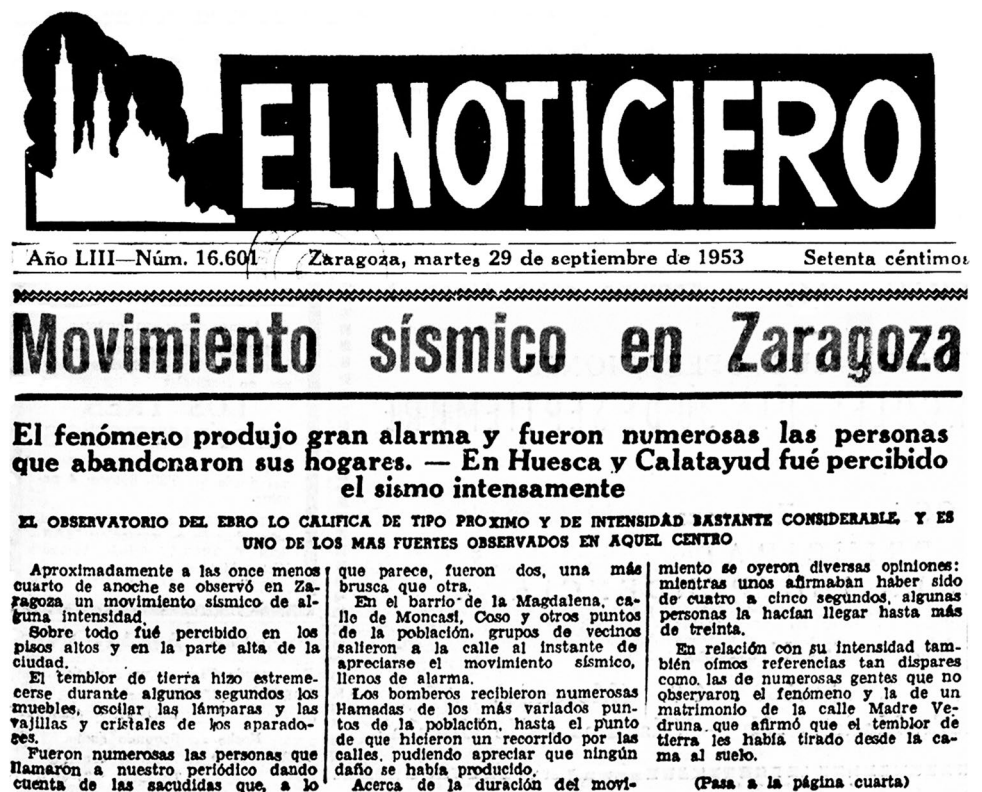 EL NOTICIERO
Año LIII—Núm. 16.601
Zaragoza, martes 29 de septiembre de 1953
Setenta céntimos
Movimiento sísmico en Zaragoza
El fenómeno produjo gran alarma y fueron numerosas las personas
que abandonaron sus hogares. — En Huesca y Calatayud fué percibido
el sismo intensamente
EL OBSERVATORIO DEL EBRO LO CALIFICA DE TIPO PROXIMO Y DE INTENSIDAD BASTANTE CONSIDERABLE, Y ES
UNO DE LOS MAS FUERTES OBSERVADOS EN AQUEL CENTRO
Aproximadamente a las once menos
cuarto de anoche se observó en Za-
ragoza un movimiento sísmico de al-
guna intensidad.
Sobre todo fué percibido en los
pisos altos y en la parte alta de la
ciudad.
El temblor de tierra hizo estreme-
cerse durante algunos segundos los
muebles, oscilar las lámparas y las
vajillas y cristales de los aparado-
res.
Fueron numerosas las personas que
llamarón a nuestro periódico dando
cuenta de las sacudidas que, a lo
que parece, fueron dos, una más
brusca que otra.
En el barrio de la Magdalena, ca-
lle de Moncasi, Coso y otros puntos
de la población, grupos de vecinos
salieron a la calle al instante de
apreciarse el movimiento sísmico,
llenos de alarma.
Los bomberos recibieron numerosas
llamadas de los más variados pun-
tos de la población, hasta el punto
de que hicieron un recorrido por las
calles, pudiendo apreciar que ningún
daño se había producido.
Acerca de la duración del movi-
miento se oyeron diversas opiniones:
mientras unos afirmaban haber sido
de cuatro a cinco segundos, algunas
personas la hacían llegar hasta más
de treinta.
En relación con su intensidad tam-
bién oímos referencias tan dispares
como las de numerosas gentes que no
observaron el fenómeno y la de un
matrimonio de la calle Madre Ve-
druna, que afirmó que el temblor de
tierra les había tirado desde la ca-
ma al suelo.
(Pasa a la página cuarta)